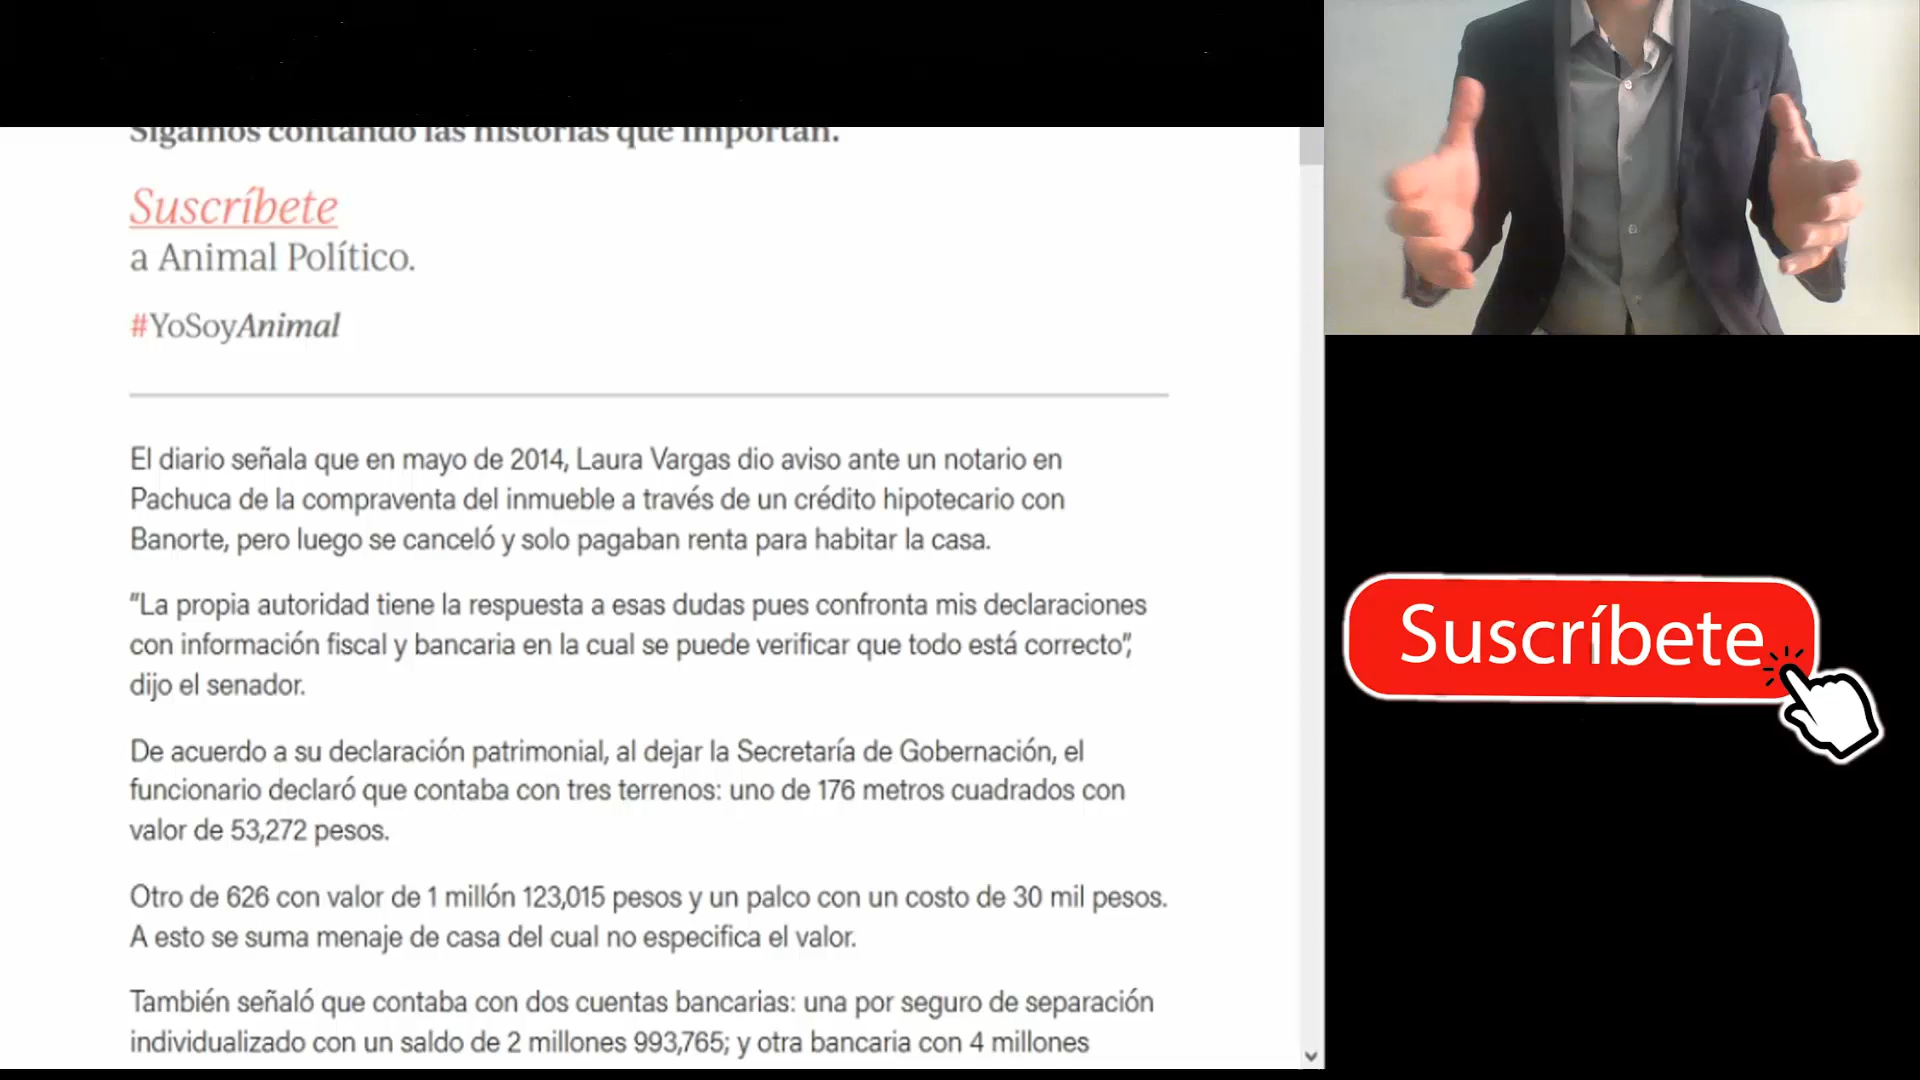 Sigamos contando las historias que importan.
Suscríbete
a Animal Político.
#YoSoyAnimal
El diario señala que en mayo de 2014, Laura Vargas dio aviso ante un notario en
Pachuca de la compraventa del inmueble a través de un crédito hipotecario con
Banorte, pero luego se canceló y solo pagaban renta para habitar la casa.
"La propia autoridad tiene la respuesta a esas dudas pues confronta mis declaraciones
con información fiscal y bancaria en la cual se puede verificar que todo está correcto",
dijo el senador.
De acuerdo a su declaración patrimonial, al dejar la Secretaría de Gobernación, el
funcionario declaró que contaba con tres terrenos: uno de 176 metros cuadrados con
valor de 53,272 pesos.
Otro de 626 con valor de 1 millón 123,015 pesos y un palco con un costo de 30 mil pesos.
A esto se suma menaje de casa del cual no especifica el valor.
También señaló que contaba con dos cuentas bancarias: una por seguro de separación
individualizado con un saldo de 2 millones 993,765; y otra bancaria con 4 millones
Suscríbete